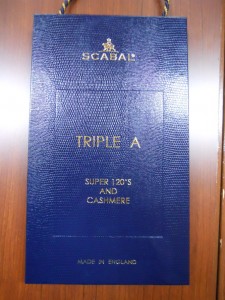 SCABAL
TRIPLE A
SUPER 120'S
AND
CASHMERE
MADE IN ENGLAND